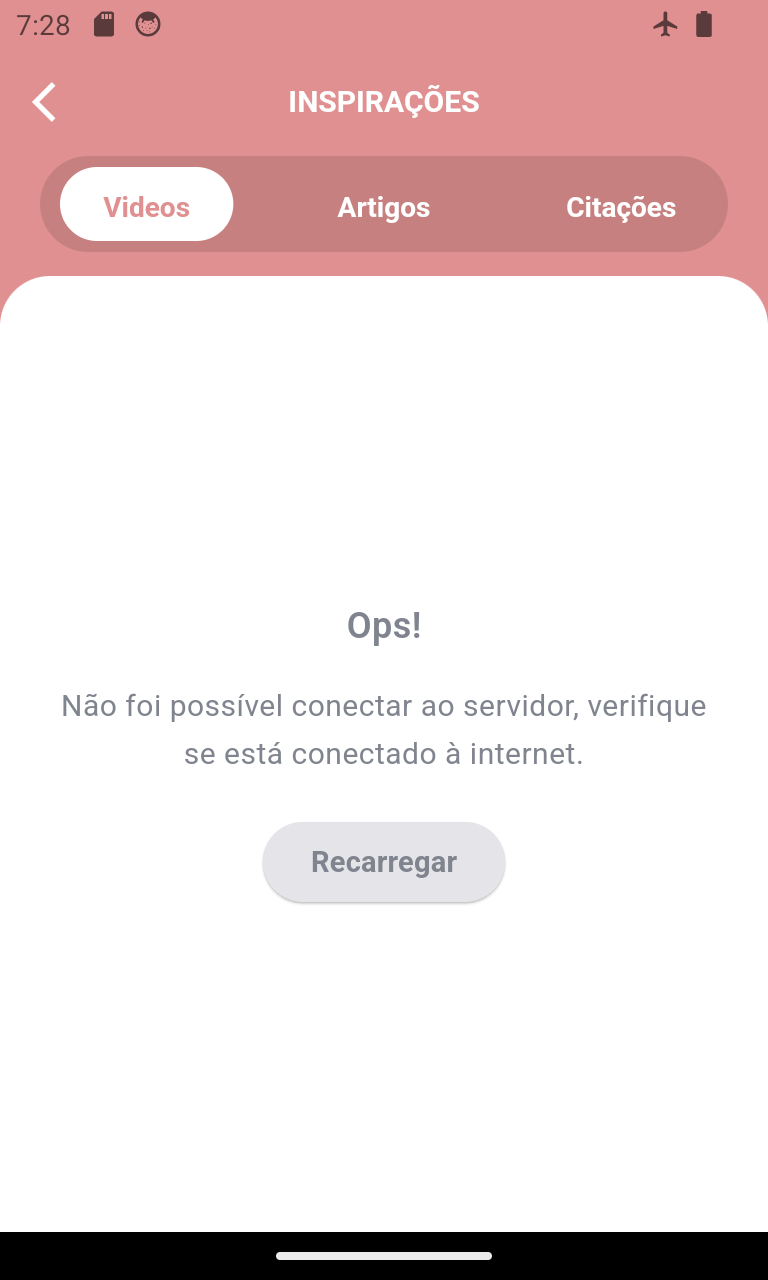 7:28
INSPIRAÇÕES
Videos
Artigos
Citações
Ops!
Não foi possível conectar ao servidor, verifique
se está conectado à internet.
Recarregar